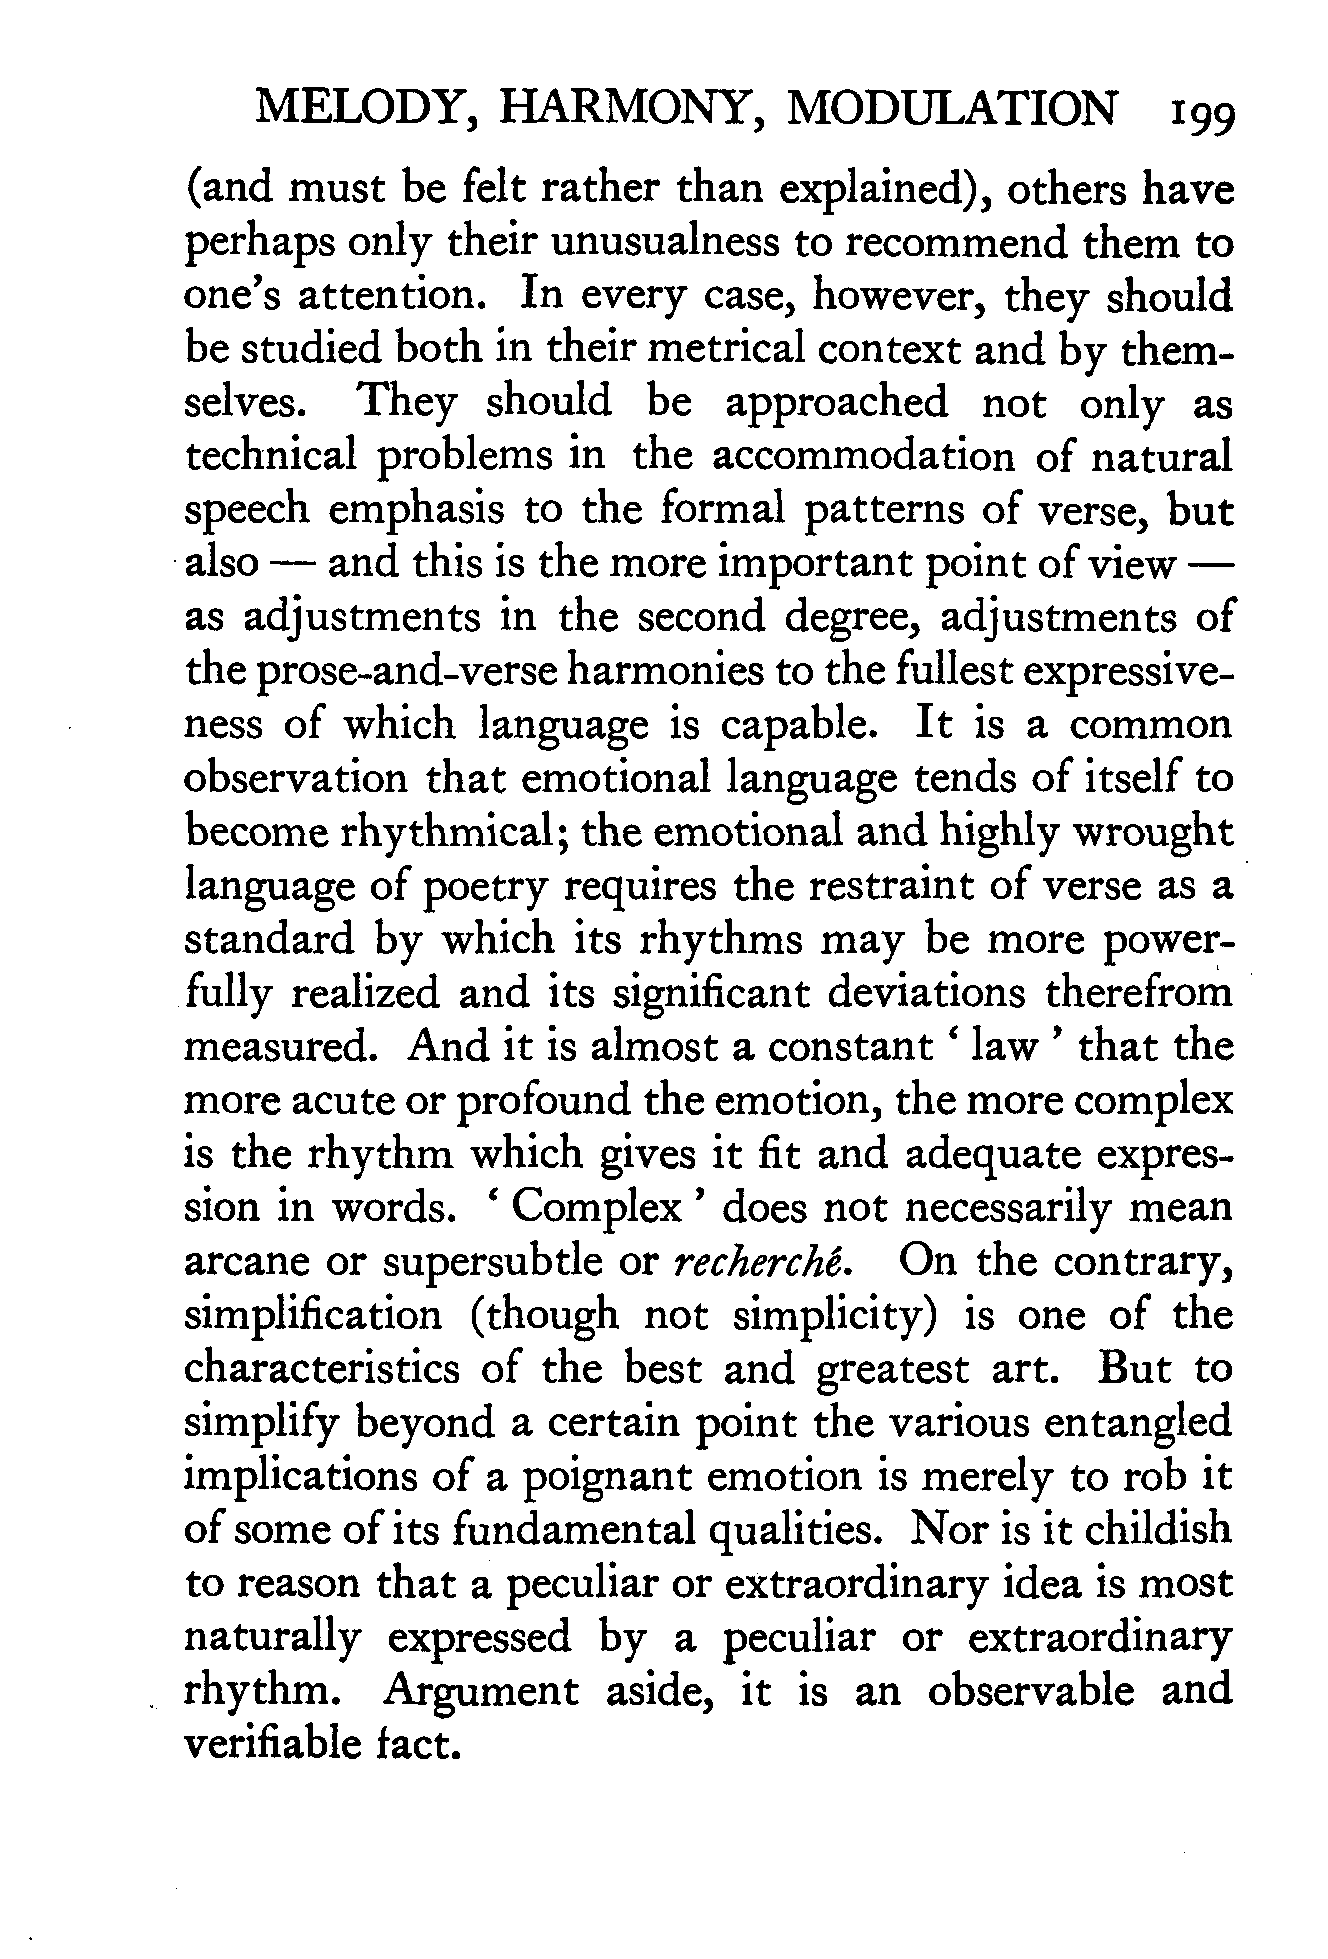 MELODY, HARMONY, MODULATION 199
(and must be felt rather than explained), others have
perhaps only their unusualness to recommend them to
one's attention. In every case, however, they should
be studied both in their metrical context and by them-
selves. They should be approached not only as
technical problems in the accommodation of natural
speech emphasis to the formal patterns of verse, but
also — and this is the more important point of view —
as adjustments in the second degree, adjustments of
the prose-and-verse harmonies to the fullest expressive-
ness of which language is capable. It is a common
observation that emotional language tends of itself to
become rhythmical; the emotional and highly wrought
language of poetry requires the restraint of verse as a
standard by which its rhythms may be more power-
fully realized and its significant deviations therefrom
measured. And it is almost a constant ‘ law ’ that the
more acute or profound the emotion, the more complex
is the rhythm which gives it fit and adequate expres-
sion in words. ‘ Complex ’ does not necessarily mean
arcane or supersubtle or recherché. On the contrary,
simplification (though not simplicity) is one of the
characteristics of the best and greatest art. But to
simplify beyond a certain point the various entangled
implications of a poignant emotion is merely to rob it
of some of its fundamental qualities. Nor is it childish
to reason that a peculiar or extraordinary idea is most
naturally expressed by a peculiar or extraordinary
rhythm. Argument aside, it is an observable and
verifiable fact.